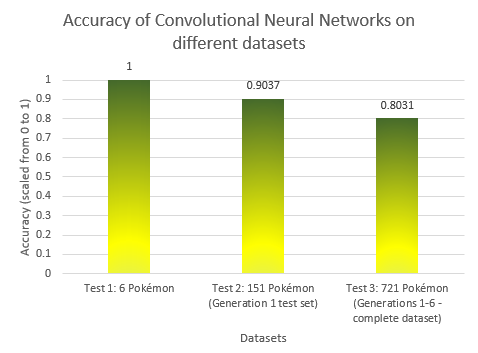 Accuracy of Convolutional Neural Networks on
different datasets
1
0.9037
0.8031
Accuracy (scaled from 0 to 1)
1
0.9
0.8
0.7
0.6
0.5
0.4
0.3
0.2
0.1
0
Test 1: 6 Pokémon
Test 2: 151 Pokémon
(Generation 1 test set)
Test 3: 721 Pokémon
(Generations 1-6 -
complete dataset)
Datasets